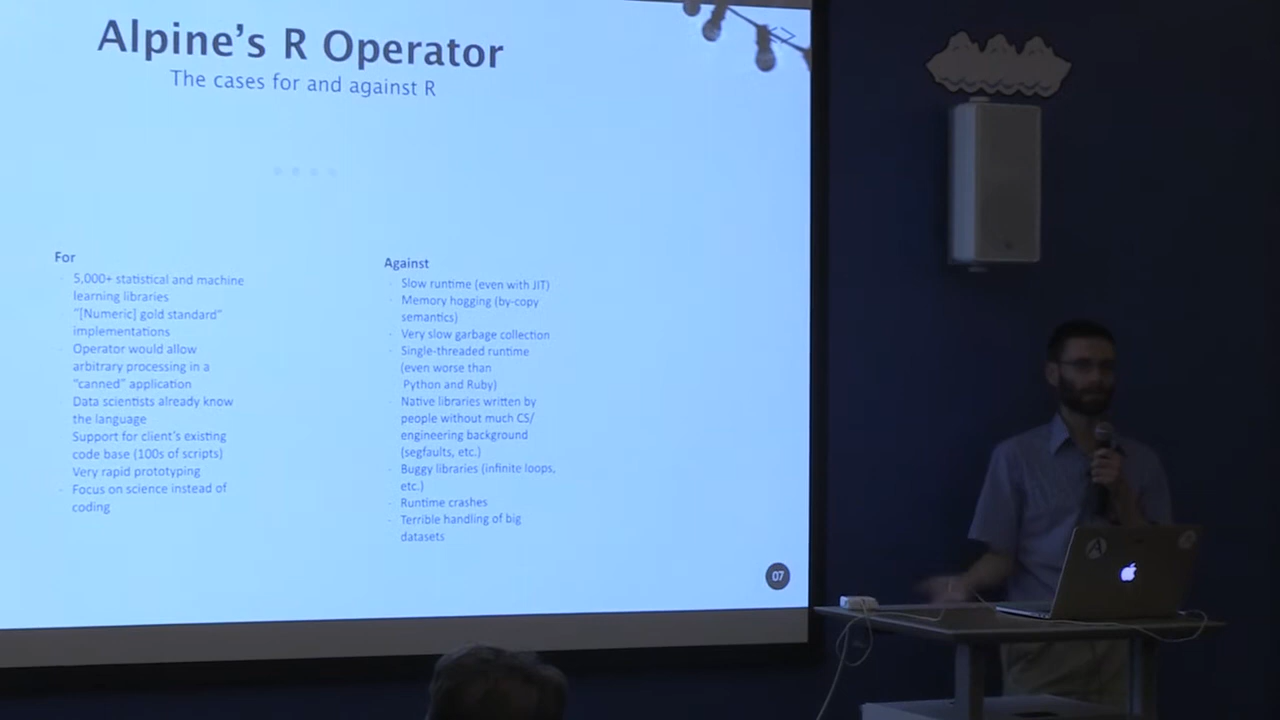 Alpine's R Operator
The cases for and against R
For
5,000+ statistical and machine
learning libraries
"[Numeric] gold standard"
implementations
Operator would allow
arbitrary processing in a
"canned" application
Data scientists already know
the language
Support for client's existing
code base (100s of scripts)
Very rapid prototyping
Focus on science instead of
coding
Against
Slow runtime (even with JIT)
Memory hogging (by-copy
semantics)
Very slow garbage collection
Single-threaded runtime
(even worse than
Python and Ruby)
Native libraries written by
people without much CS/
engineering background
(segfaults, etc.)
Buggy libraries (infinite loops,
etc.)
Runtime crashes
Terrible handling of big
datasets
07